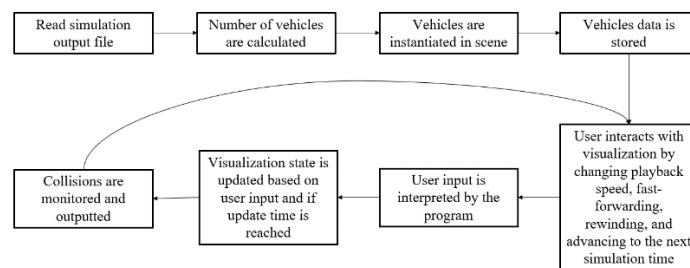 Read simulation
output file
Number of vehicles
are calculated
Vehicles are
instantiated in scene
Vehicles data is
stored
User interacts with
visualization by
changing playback
speed, fast-
forwarding,
rewinding, and
advancing to the next
simulation time
User input is
interpreted by the
program
Visualization state is
updated based on
user input and if
update time is
reached
Collisions are
monitored and
outputted